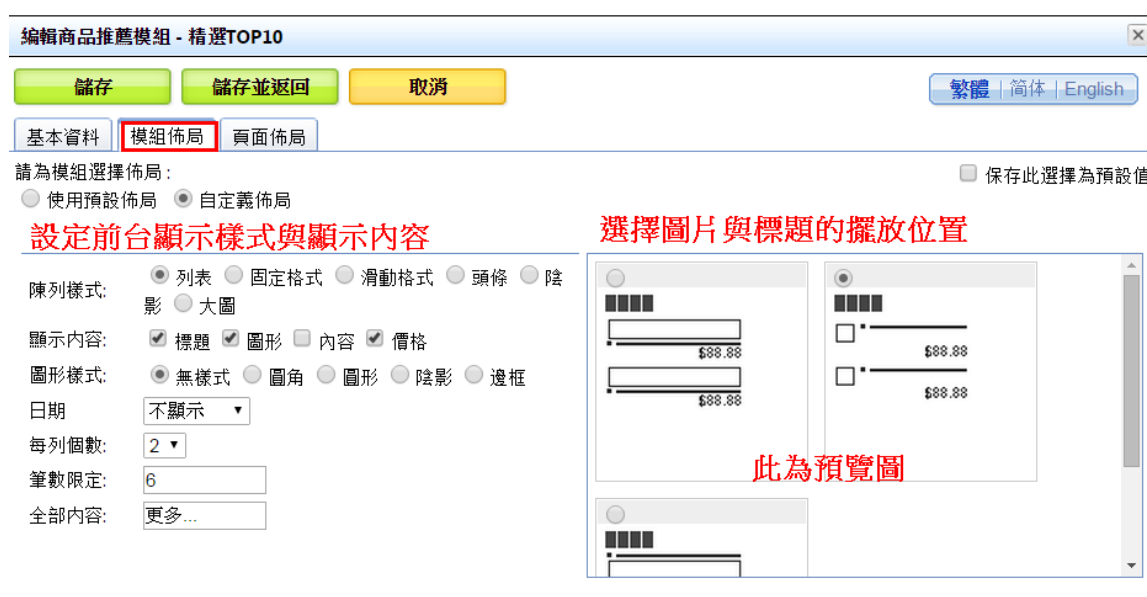 編輯商品推薦模組 - 精選TOP10
儲存 儲存並返回 取消 繁體 | 简体 | English
基本資料 模組佈局 頁面佈局
請為模組選擇佈局 :
保存此選擇為預設值
使用預設佈局 自定義佈局
設定前台顯示樣式與顯示內容
選擇圖片與標題的擺放位置
陳列樣式: 列表 固定格式 滑動格式 頭條 陰
影 大圖
顯示內容: 標題 圖形 內容 價格
圖形樣式: 無樣式 圓角 圓形 陰影 邊框
日期 不顯示
每列個數: 2
筆數限定: 6
全部內容: 更多...
$88.88
$88.88
$88.88
$88.88
此為預覽圖